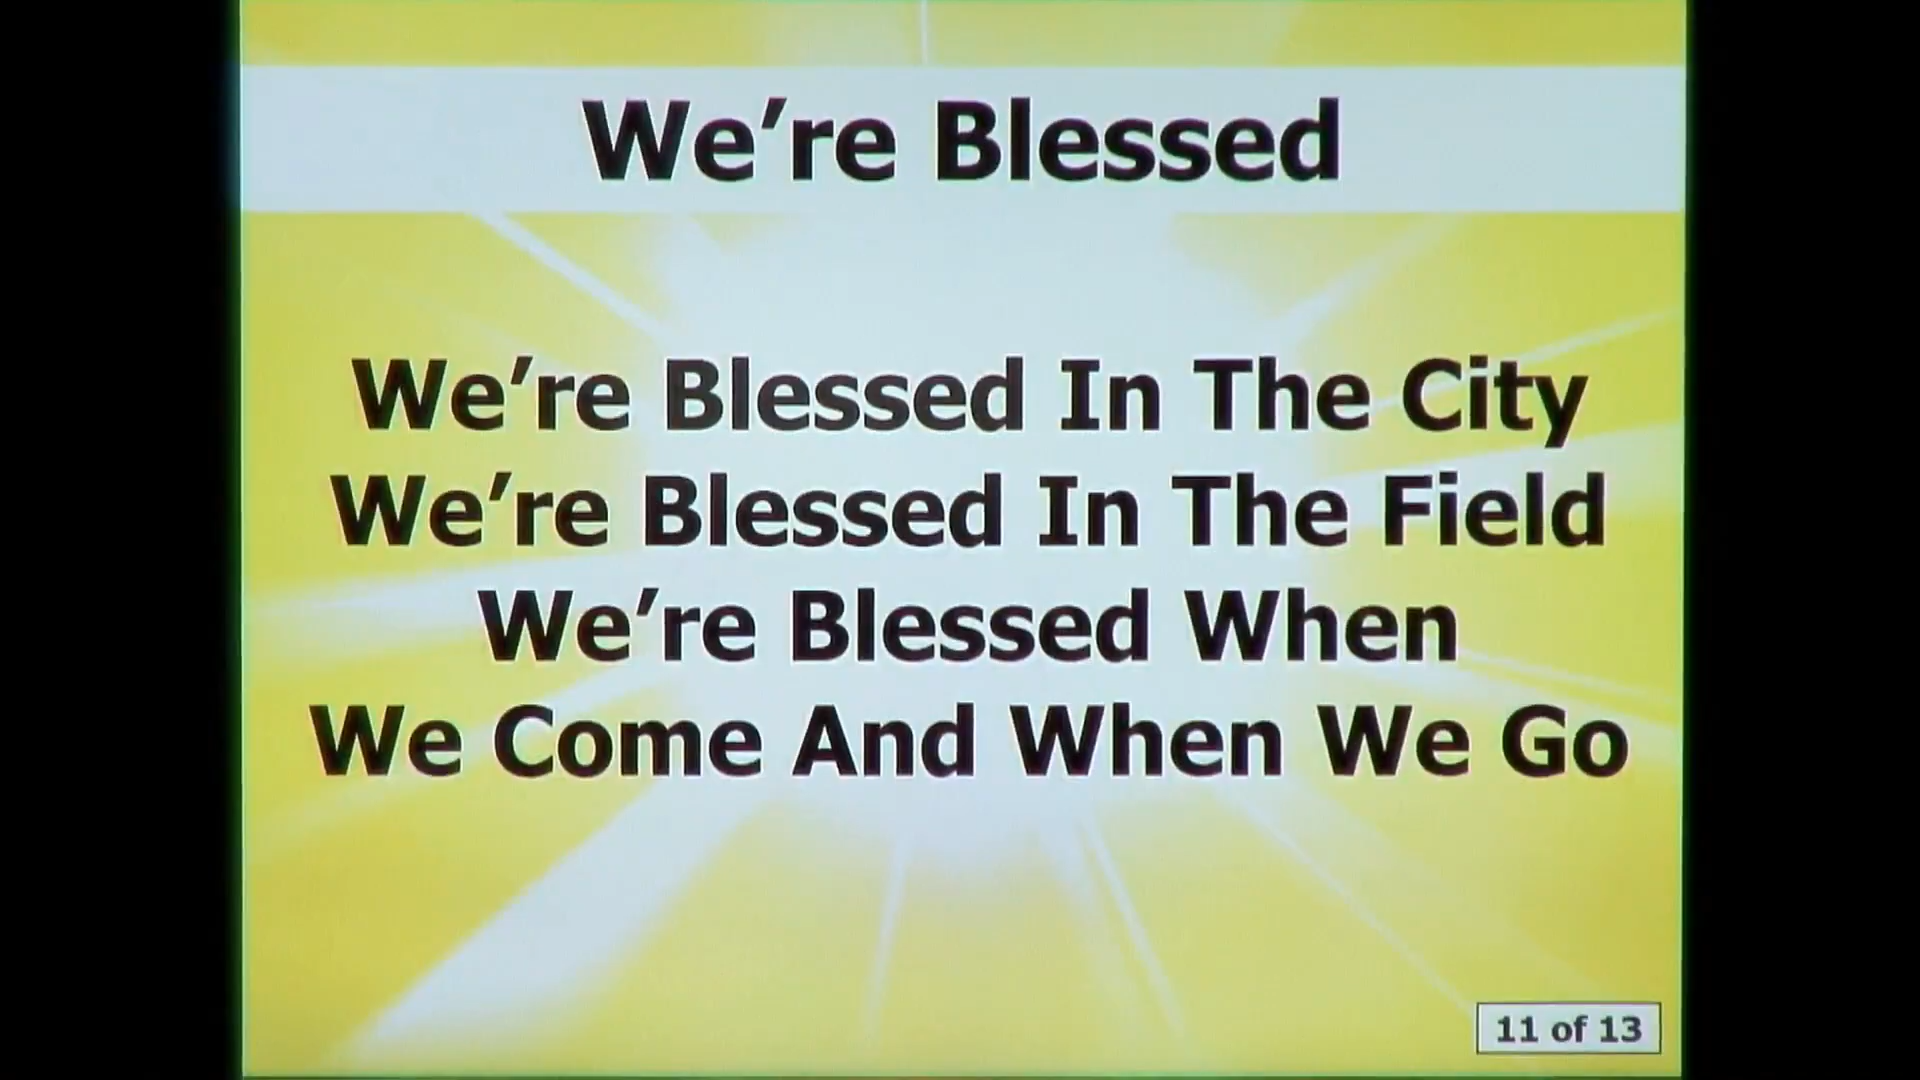 We're Blessed
We're Blessed In The City
We're Blessed In The Field
We're Blessed When
We Come And When We Go
11 of 13